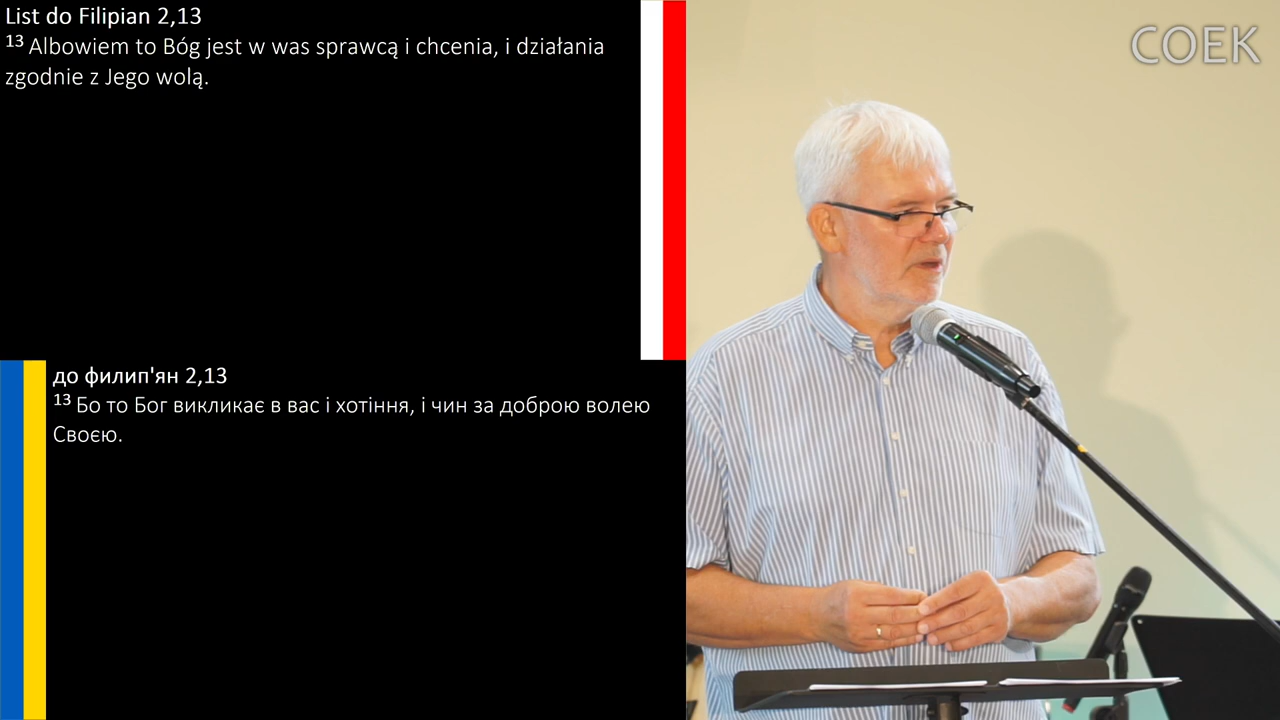 List do Filipian 2,13
13 Albowiem to Bóg jest w was sprawcą i chcenia, i działania
zgodnie z Jego wolą.
до филип'ян 2,13
13 Бо то Бог викликає в вас і хотіння, і чин за доброю волею
Своєю.
COEK